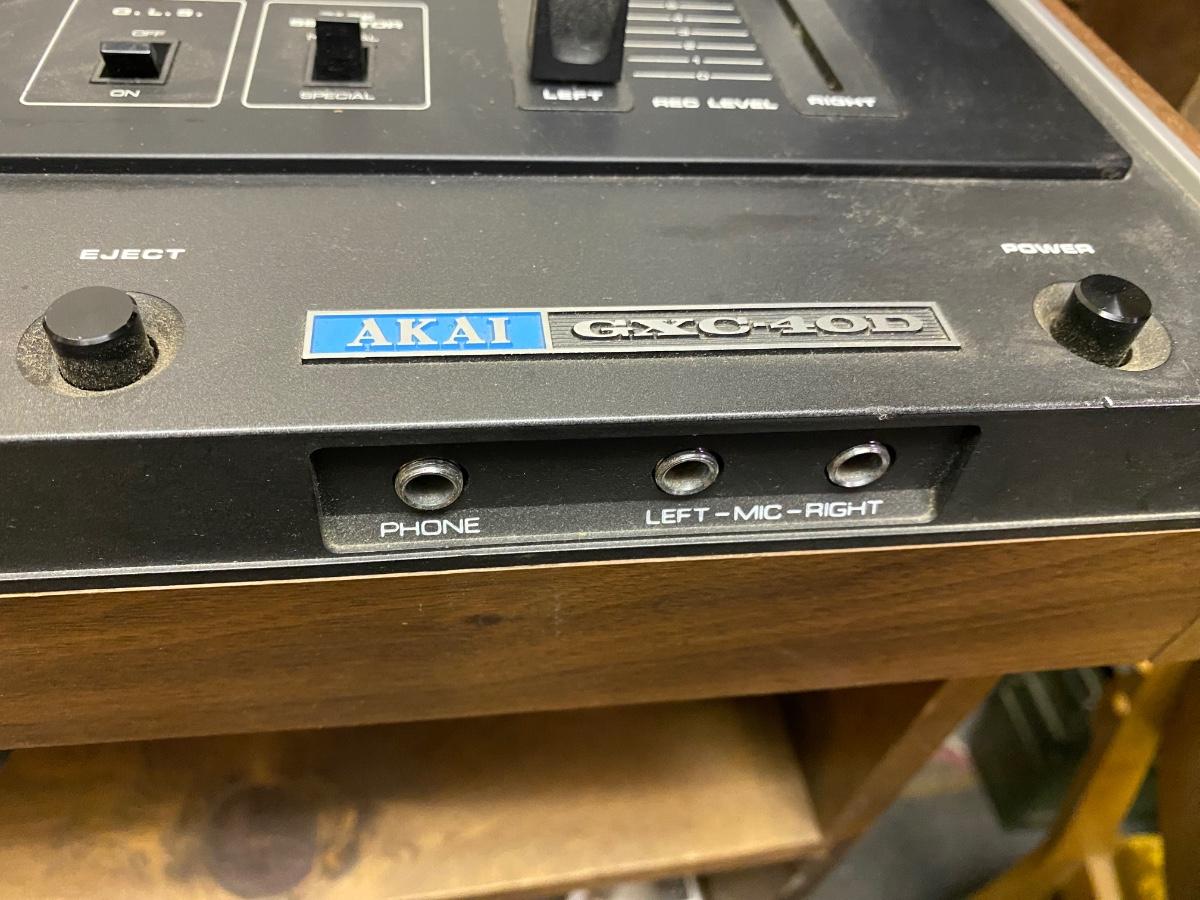 O.L.S.
OFF
ON
SPECIAL
LEFT
REC LEVEL
RIGHT
EJECT
POWER
AKAI GXC-40D
PHONE
LEFT-MIC-RIGHT